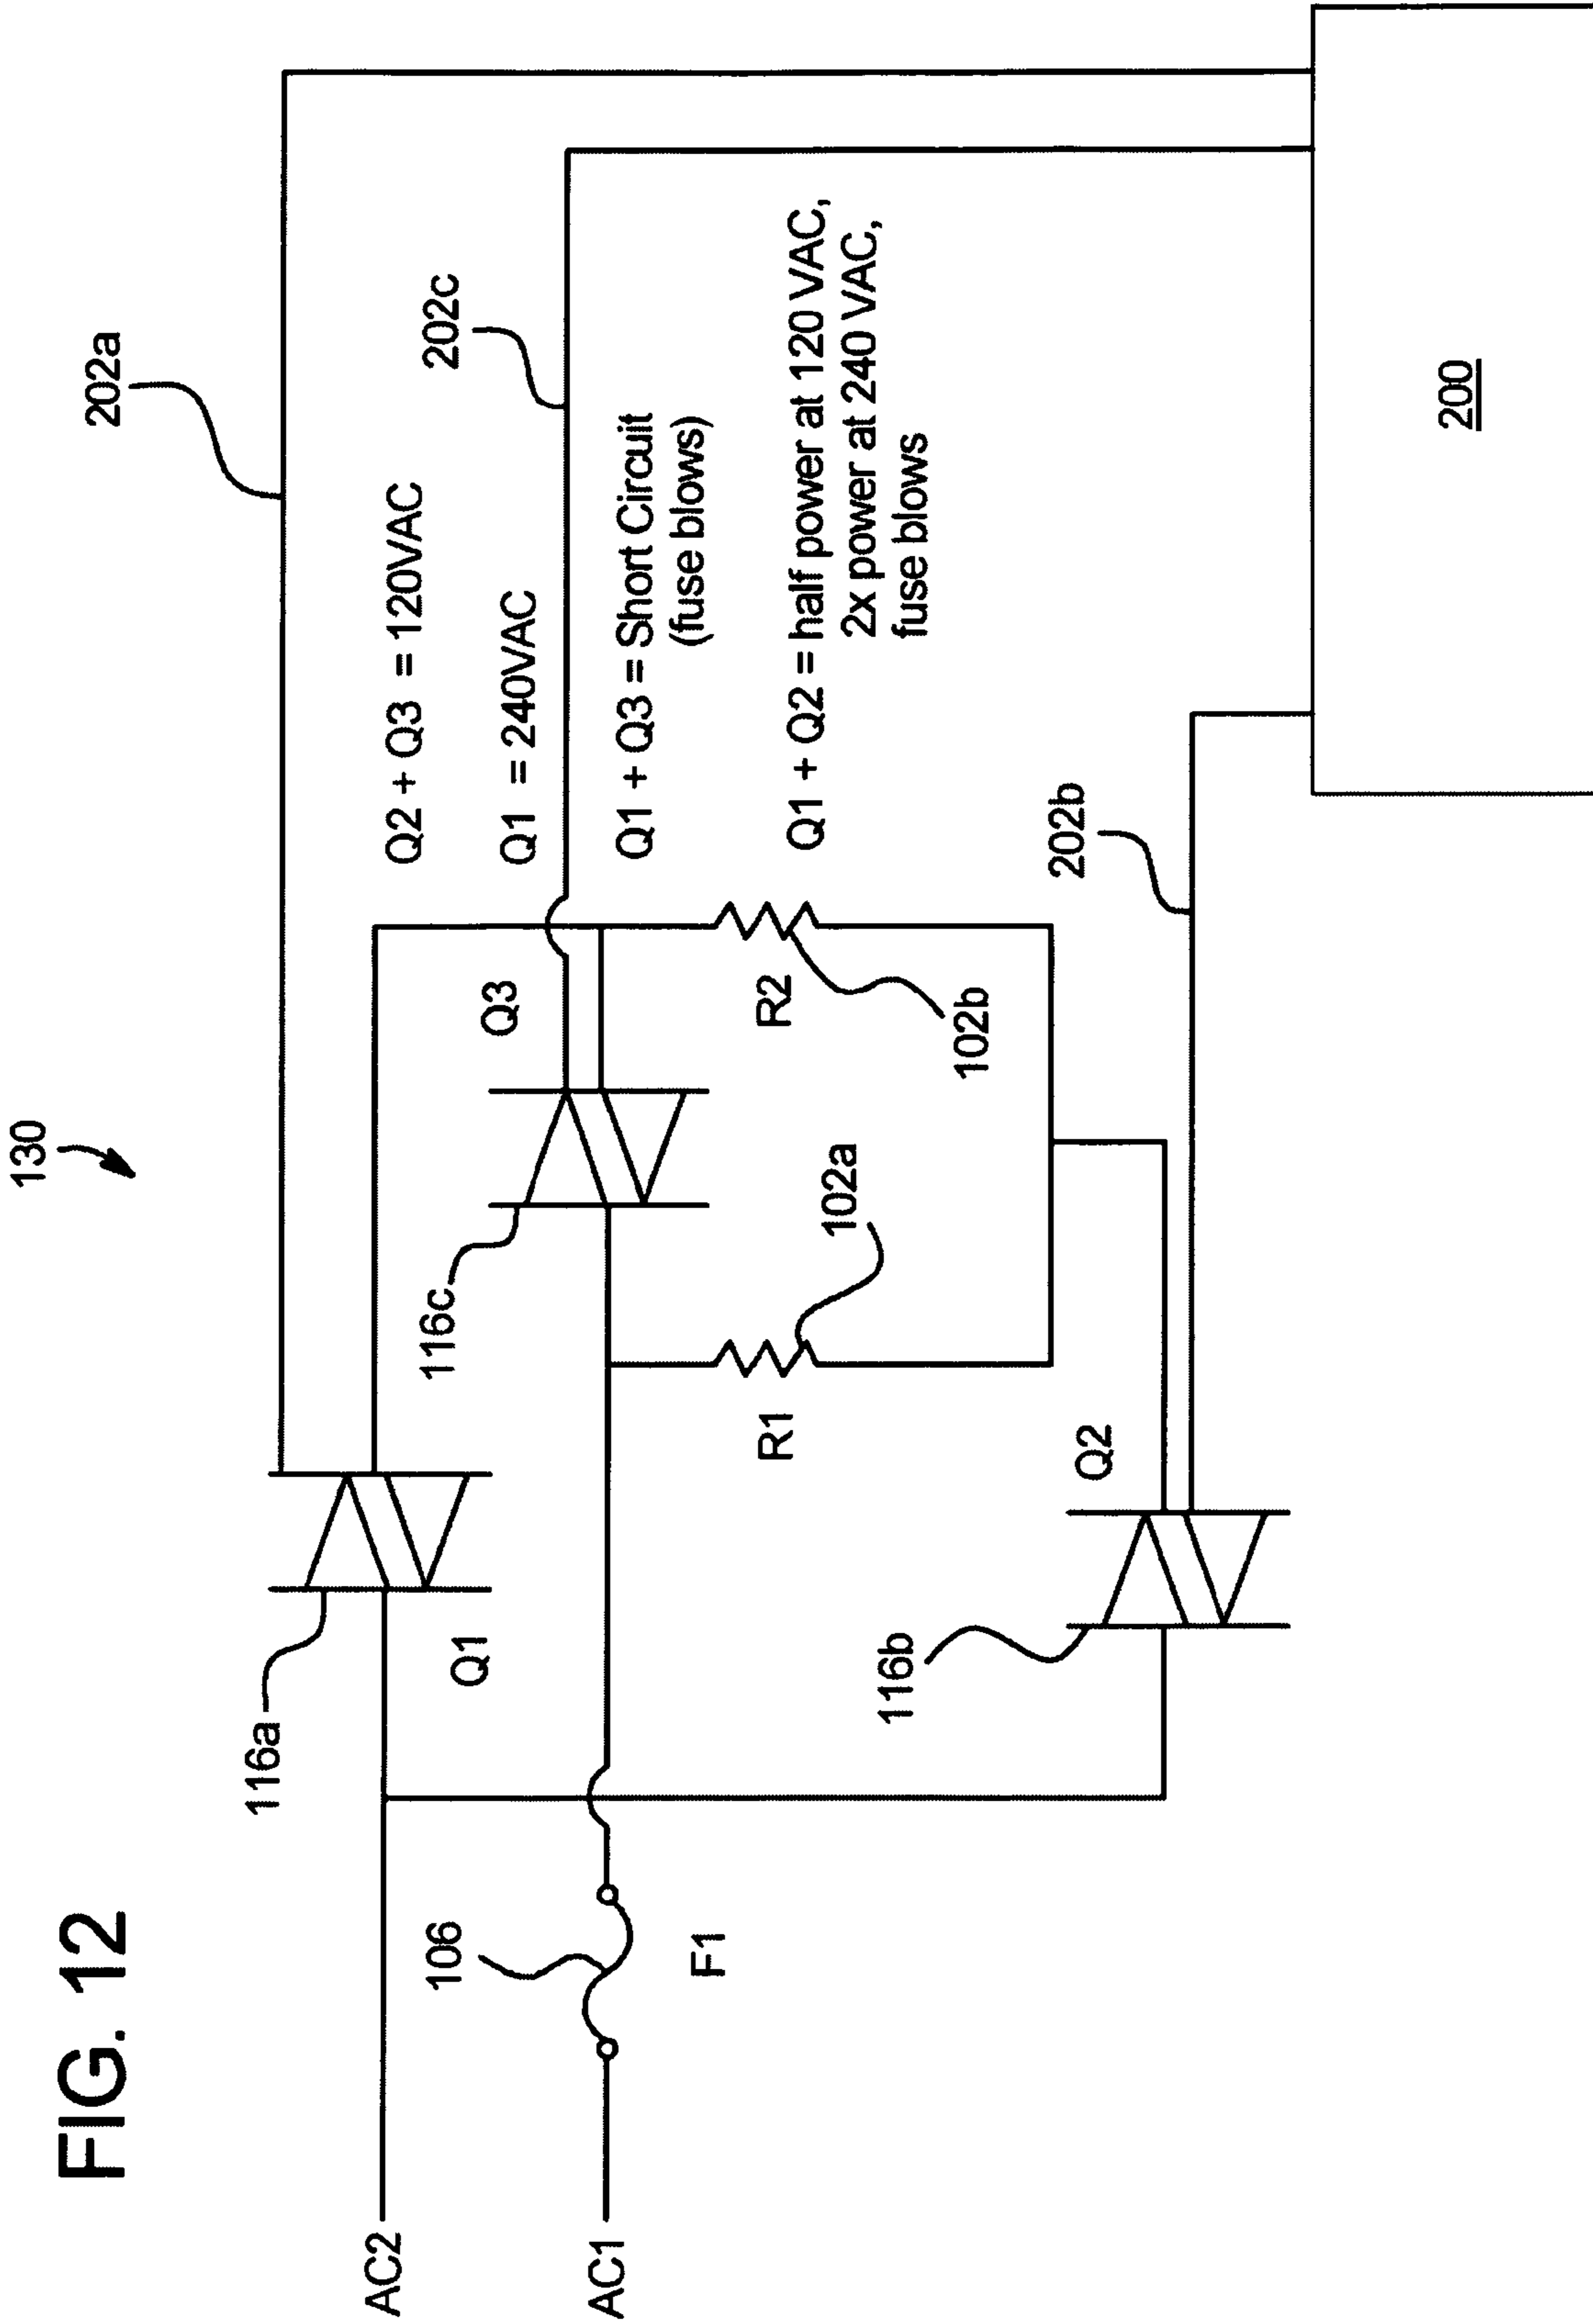 FIG. 12
130
202a
Q2 + Q3 = 120VAC
Q1 = 240VAC
202c
Q1 + Q3 = Short Circuit
(fuse blows)
Q1 + Q2 = half power at 120 VAC,
2x power at 240 VAC,
fuse blows
116a
Q1
AC2
AC1
106
F1
116c
Q3
R1
102a
R2
102b
116b
Q2
202b
200